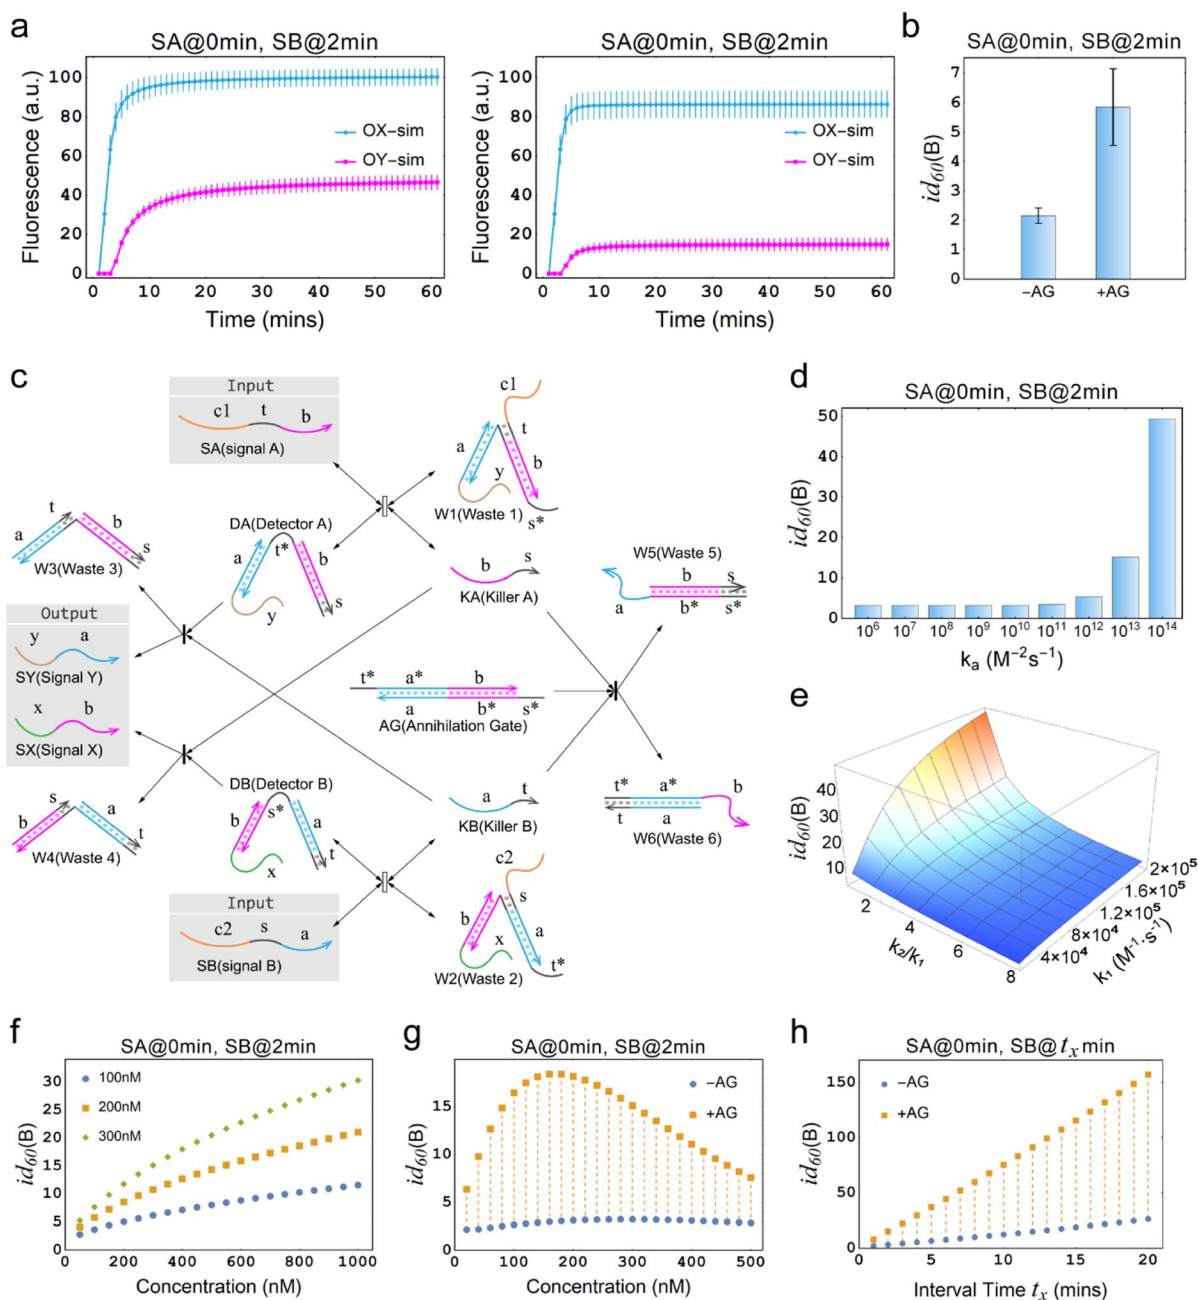 a
SA@0min, SB@2min
Fluorescence (a.u.)
100
80
60
40
20
0
OX-sim
OY-sim
0 10 20 30 40 50 60
Time (mins)
SA@0min, SB@2min
Fluorescence (a.u.)
100
80
60
40
20
0
OX-sim
OY-sim
0 10 20 30 40 50 60
Time (mins)
b
SA@0min, SB@2min
id60(B)
7
6
5
4
3
2
1
0
-AG +AG
c
Input
c1 t b
SA(signal A)
c1
a t
y b
W1(Waste 1)
s*
t b
a s
W3(Waste 3)
DA(Detector A)
a t* b
y s
b s
KA(Killer A)
W5(Waste 5)
b s
a b* s*
Output
y a
SY(Signal Y)
x b
SX(Signal X)
t* a* b
a b* s*
AG(Annihilation Gate)
s a
b t
W4(Waste 4)
DB(Detector B)
b s* a
x t
a t
KB(Killer B)
t* a* b
t a
W6(Waste 6)
Input
c2 s a
SB(signal B)
c2
b s
x a
W2(Waste 2)
t*
d
SA@0min, SB@2min
id60(B)
50
40
30
20
10
0
10^6 10^7 10^8 10^9 10^10 10^11 10^12 10^13 10^14
ka (M−2s−1)
e
id60(B)
40
30
20
10
2 4 6 8
k2/k1
4×10^4
8×10^4
1.2×10^5
1.6×10^5
2×10^5
k1 (M−1·s−1)
f
SA@0min, SB@2min
id60(B)
30
25
20
15
10
5
0
100nM
200nM
300nM
0 200 400 600 800 1000
Concentration (nM)
g
SA@0min, SB@2min
id60(B)
20
15
10
5
0
-AG
+AG
0 100 200 300 400 500
Concentration (nM)
h
SA@0min, SB@ tx min
id60(B)
150
100
50
0
-AG
+AG
0 5 10 15 20
Interval Time tx (mins)